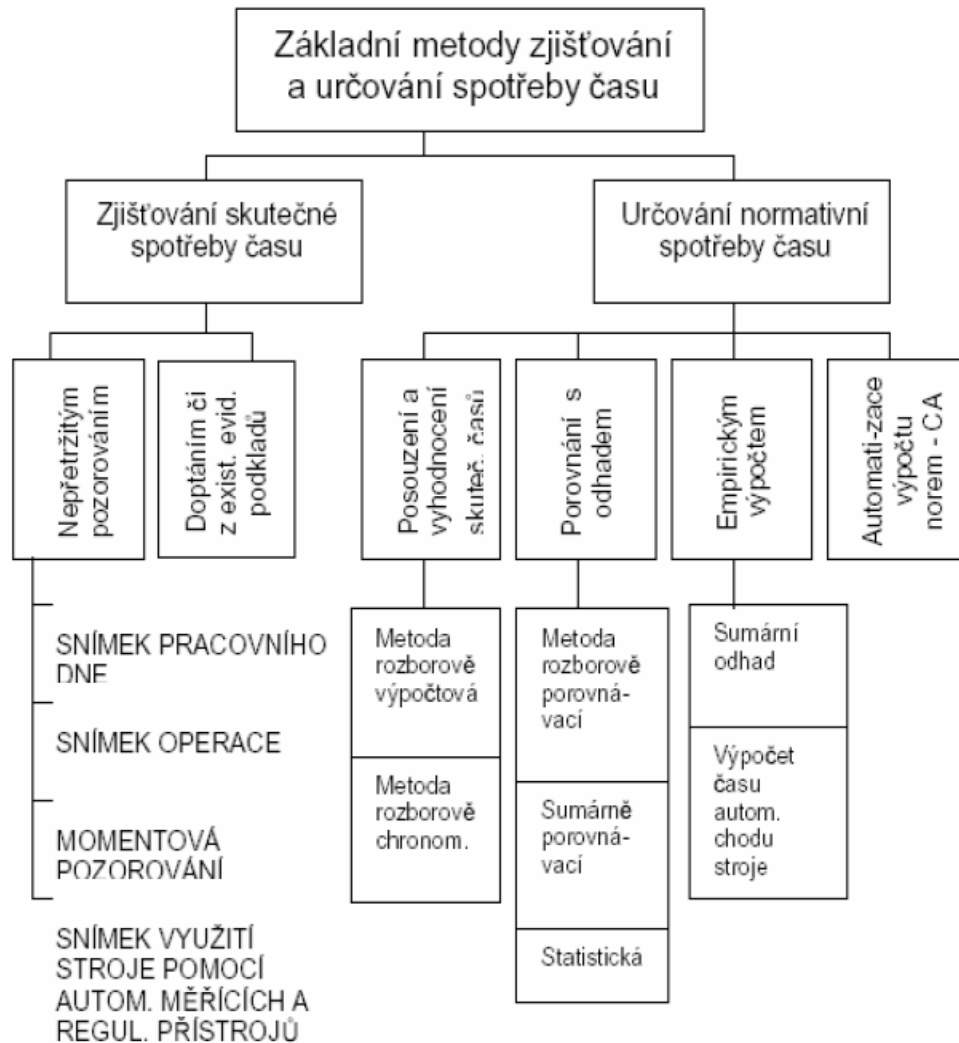 Základní metody zjišťování
a určování spotřeby času
Zjišťování skutečné
spotřeby času
Určování normativní
spotřeby času
Nepřetržitým
pozorováním
Doptáním či
z exist. evid.
podkladů
Posouzení a
vyhodnocení
skuteč. časů
Porovnání s
odhadem
Empirickým
výpočtem
Automati-zace
výpočtu
norem - CA
SNÍMEK PRACOVNÍHO
DNE
SNÍMEK OPERACE
MOMENTOVÁ
POZOROVÁNÍ
SNÍMEK VYUŽITÍ
STROJE POMOCÍ
AUTOM. MĚŘÍCÍCH A
REGUL. PŘÍSTROJŮ
Metoda
rozborově
výpočtová
Metoda
rozborově
chronom.
Metoda
rozborově
porovná-
vací
Sumárně
porovná-
vací
Statistická
Sumární
odhad
Výpočet
času
autom.
chodu
stroje